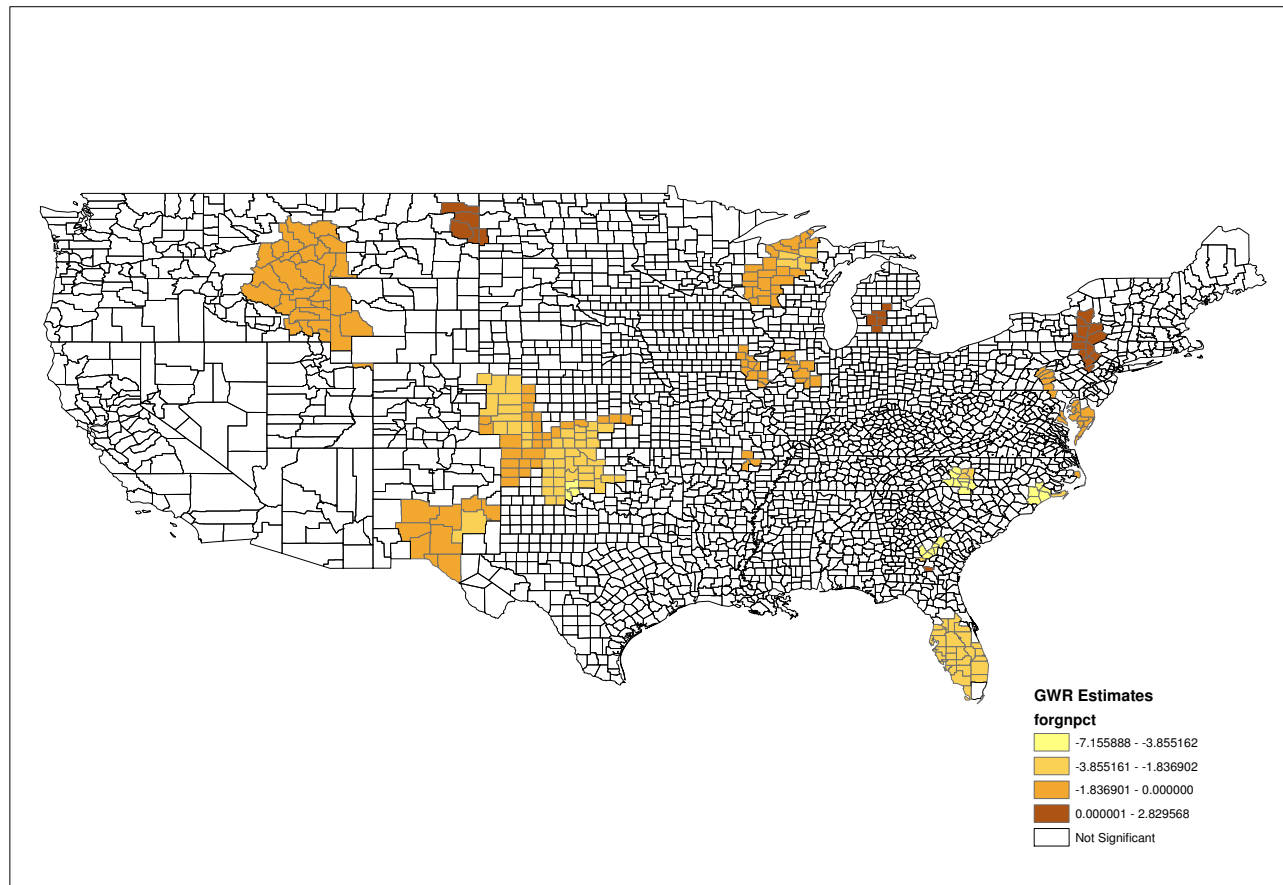 GWR Estimates
forgnpct
-7.155888 - -3.855162
-3.855161 - -1.836902
-1.836901 - 0.000000
0.000001 - 2.829568
Not Significant